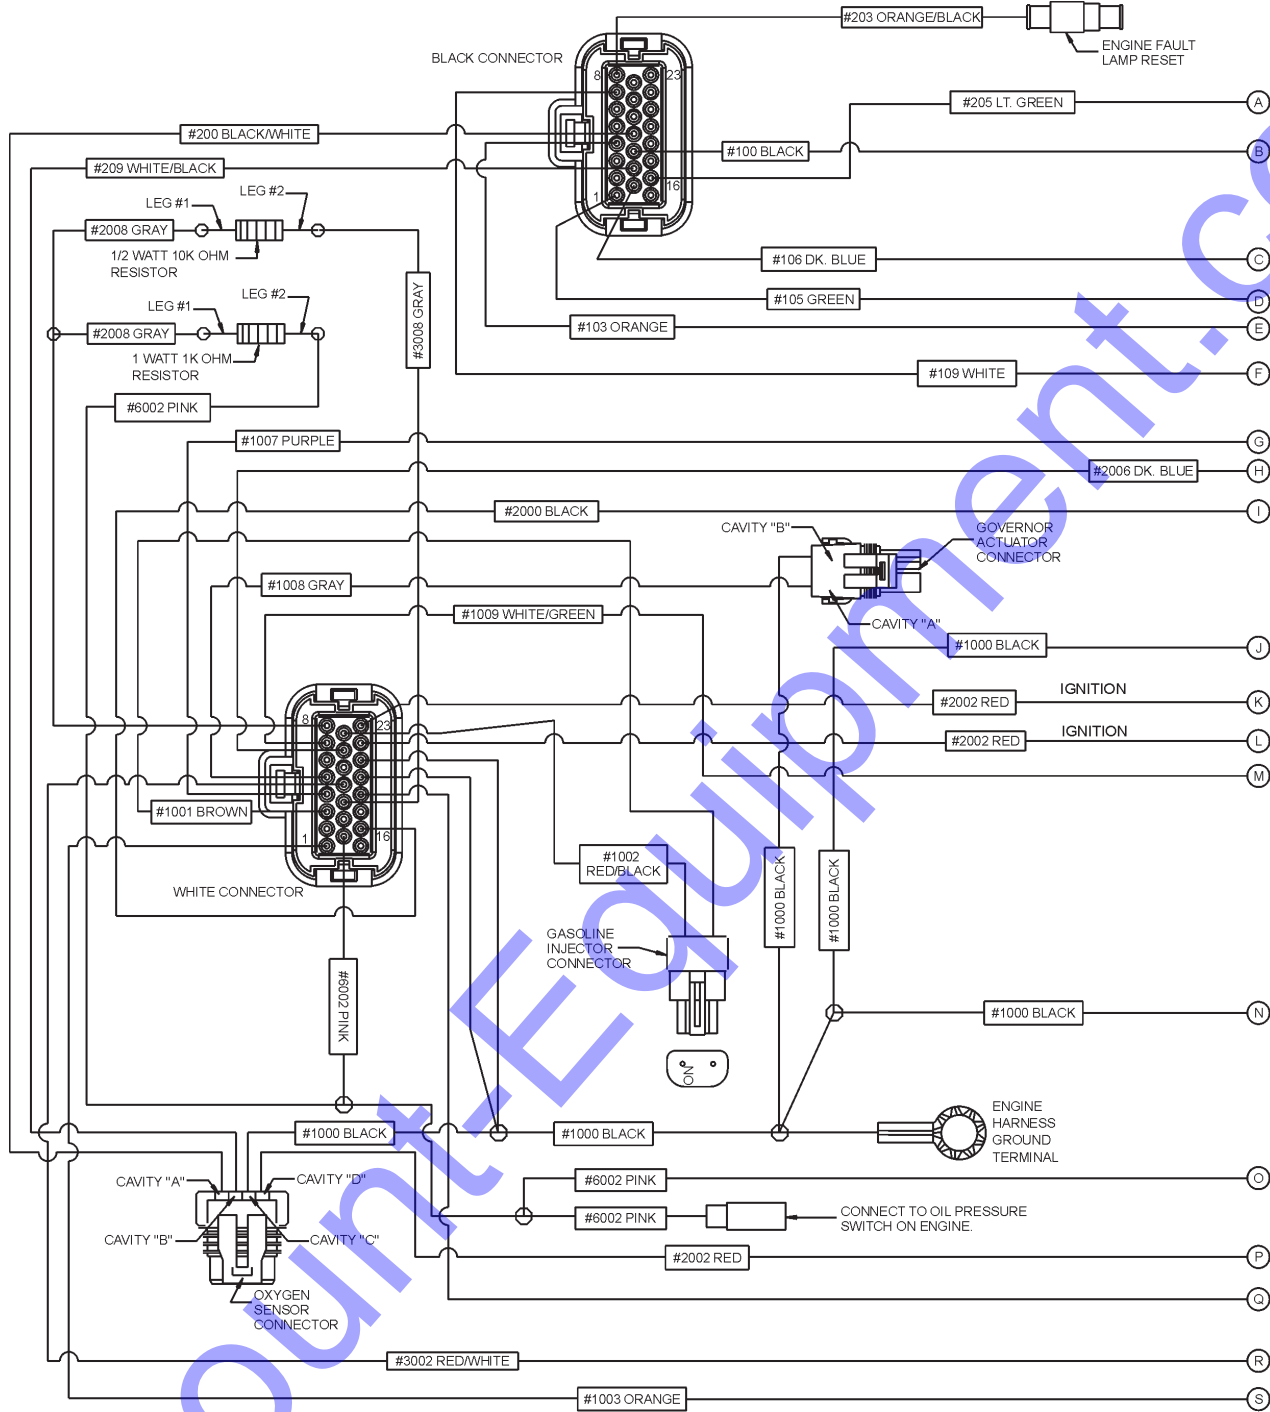 #203 ORANGE/BLACK
ENGINE FAULT
LAMP RESET
BLACK CONNECTOR
8
23
#205 LT. GREEN
A
#200 BLACK/WHITE
#100 BLACK
B
#209 WHITE/BLACK
1
16
LEG #2
LEG #1
#2008 GRAY
1/2 WATT 10K OHM
RESISTOR
#106 DK. BLUE
C
LEG #2
LEG #1
#3008 GRAY
#105 GREEN
D
#2008 GRAY
#103 ORANGE
E
1 WATT 1K OHM
RESISTOR
#109 WHITE
F
#6002 PINK
#1007 PURPLE
G
#2006 DK. BLUE
H
#2000 BLACK
I
CAVITY "B"
GOVERNOR
ACTUATOR
CONNECTOR
#1008 GRAY
#1009 WHITE/GREEN
CAVITY "A"
#1000 BLACK
J
IGNITION
#2002 RED
K
8
23
IGNITION
#2002 RED
L
M
#1001 BROWN
1
16
#1002
RED/BLACK
#1000 BLACK
#1000 BLACK
WHITE CONNECTOR
GASOLINE
INJECTOR
CONNECTOR
#6002 PINK
#1000 BLACK
N
NO
ENGINE
HARNESS
GROUND
TERMINAL
#1000 BLACK
#1000 BLACK
CAVITY "A"
CAVITY "D"
#6002 PINK
O
#6002 PINK
CONNECT TO OIL PRESSURE
SWITCH ON ENGINE.
CAVITY "B"
CAVITY "C"
#2002 RED
P
OXYGEN
SENSOR
CONNECTOR
Q
#3002 RED/WHITE
R
#1003 ORANGE
S
ount-Equipment.c